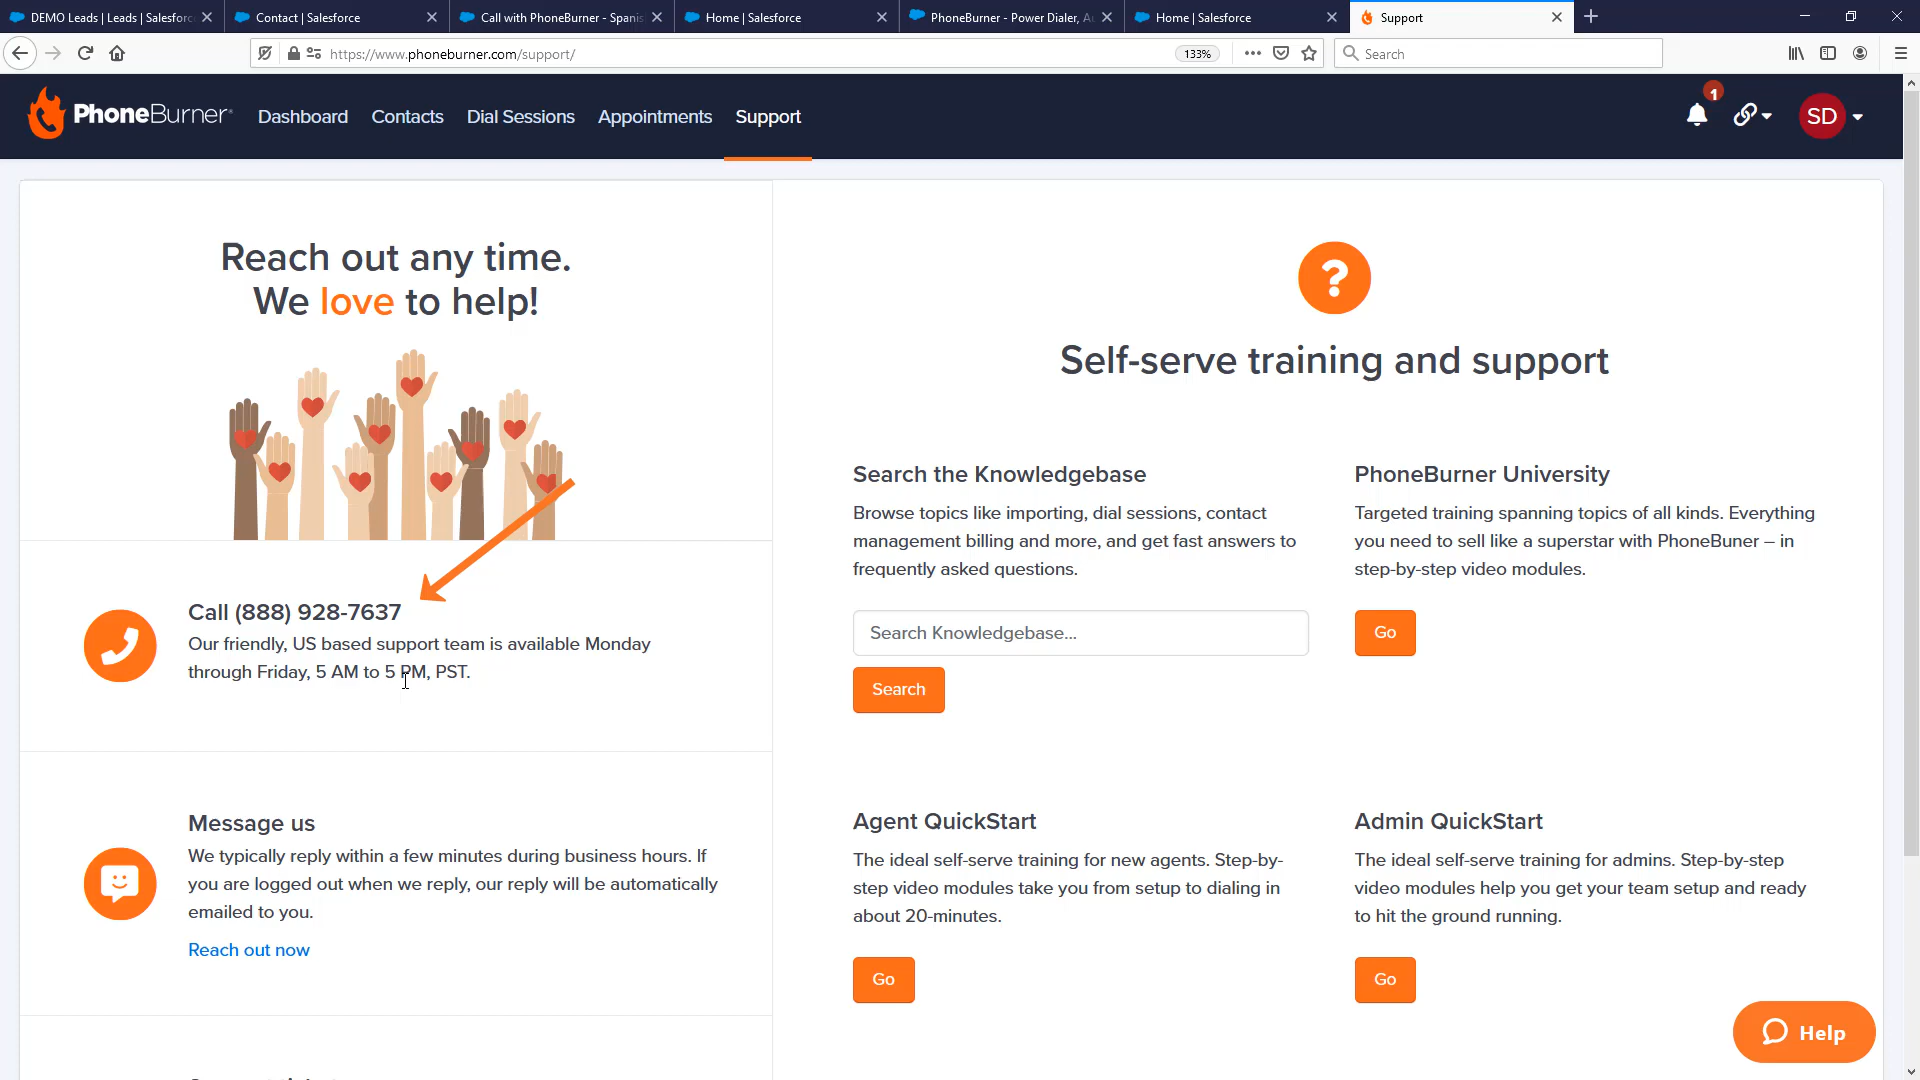 DEMO Leads | Leads | Salesforc
Contact | Salesforce
Call with PhoneBurner - Spanis
Home | Salesforce
PhoneBurner - Power Dialer, A
Home | Salesforce
Support
https://www.phoneburner.com/support/
133%
Search
PhoneBurner
Dashboard
Contacts
Dial Sessions
Appointments
Support
1
SD
Reach out any time.
We love to help!
Call (888) 928-7637
Our friendly, US based support team is available Monday
through Friday, 5 AM to 5 PM, PST.
Message us
We typically reply within a few minutes during business hours. If
you are logged out when we reply, our reply will be automatically
emailed to you.
Reach out now
?
Self-serve training and support
Search the Knowledgebase
Browse topics like importing, dial sessions, contact
management billing and more, and get fast answers to
frequently asked questions.
Search Knowledgebase...
Search
PhoneBurner University
Targeted training spanning topics of all kinds. Everything
you need to sell like a superstar with PhoneBuner – in
step-by-step video modules.
Go
Agent QuickStart
The ideal self-serve training for new agents. Step-by-
step video modules take you from setup to dialing in
about 20-minutes.
Go
Admin QuickStart
The ideal self-serve training for admins. Step-by-step
video modules help you get your team setup and ready
to hit the ground running.
Go
Help